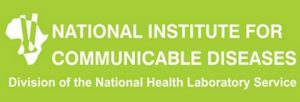 NATIONAL INSTITUTE FOR
COMMUNICABLE DISEASES
Division of the National Health Laboratory Service